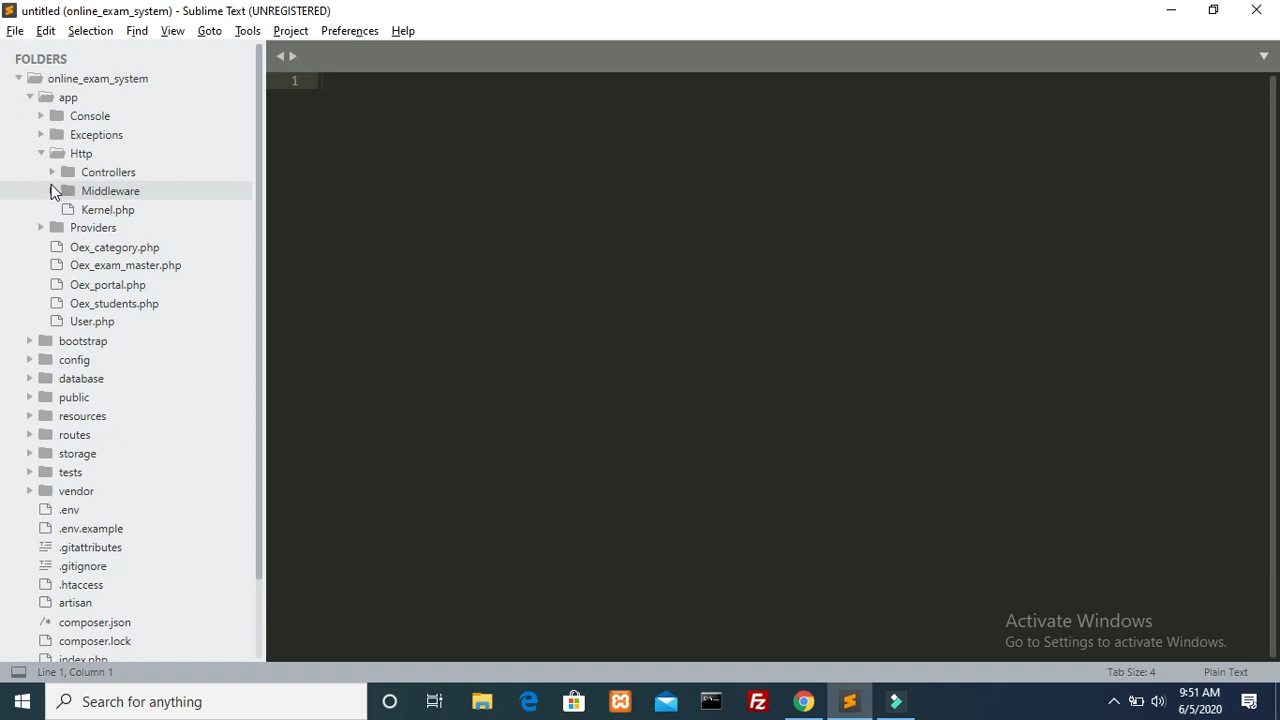 untitled (online_exam_system) - Sublime Text (UNREGISTERED)
File Edit Selection Find View Goto Tools Project Preferences Help
FOLDERS
online_exam_system
app
Console
Exceptions
Http
Controllers
Middleware
Kernel.php
Providers
Oex_category.php
Oex_exam_master.php
Oex_portal.php
Oex_students.php
User.php
bootstrap
config
database
public
resources
routes
storage
tests
vendor
.env
.env.example
.gitattributes
.gitignore
.htaccess
artisan
/* composer.json
composer.lock
index.php
1
Activate Windows
Go to Settings to activate Windows.
Line 1, Column 1
Tab Size: 4
Plain Text
Search for anything
9:51 AM
6/5/2020